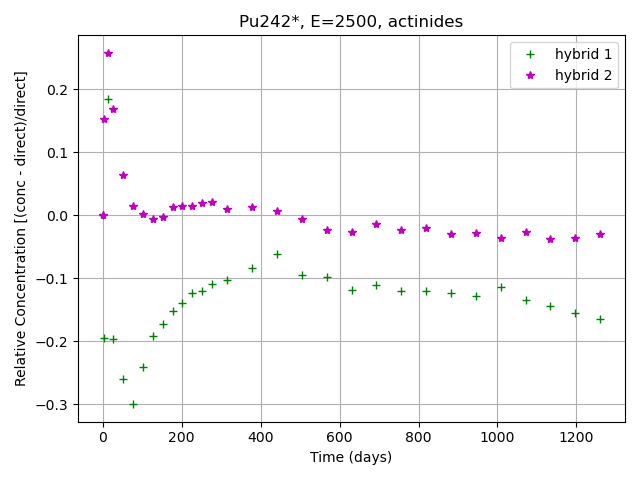 Pu242*, E=2500, actinides
hybrid 1
hybrid 2
Relative Concentration [(conc - direct)/direct]
0.2
0.1
0.0
−0.1
−0.2
−0.3
0 200 400 600 800 1000 1200
Time (days)